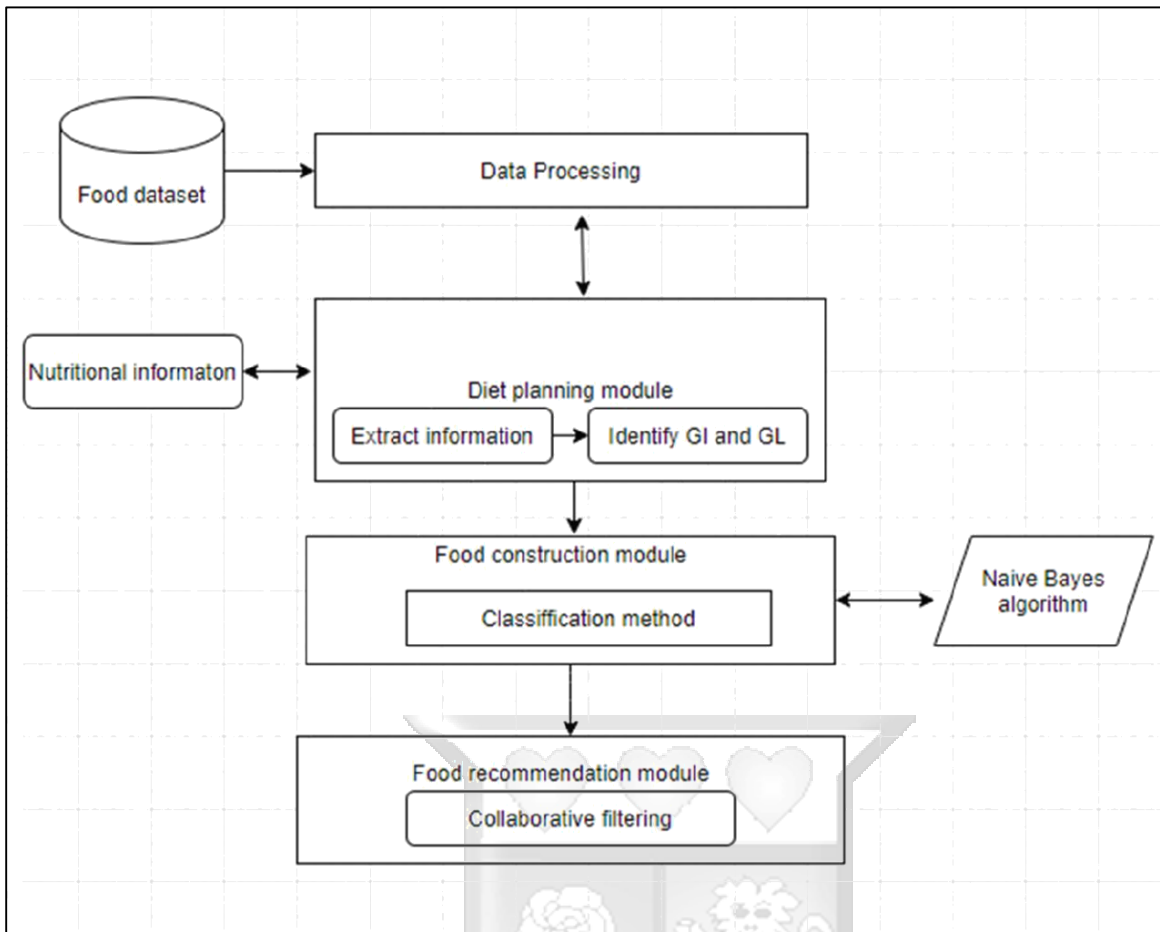 Data Processing
Food dataset
Nutritional informaton
Diet planning module
Extract information
Identify GI and GL
Food construction module
Classiffication method
Naive Bayes
algorithm
Food recommendation module
Collaborative filtering